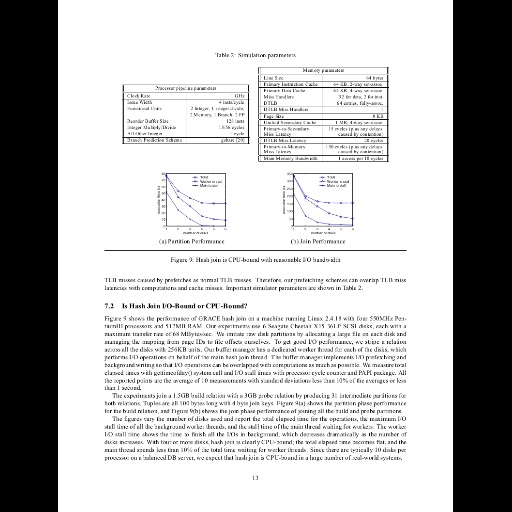 Table 2: Simulation parameters
Processor pipeline parameters
Clock Rate GHz
Issue Width 4 insts/cycle
Functional Units 2 Integer, 1 Integer divide,
2 Memory, 1 Branch, 2 FP
Reorder Buffer Size 128 insts
Integer Multiply/Divide
All Other Integer 1 cycle
Branch Prediction Scheme gshare [20]
Memory parameters
Line Size 64 bytes
Primary Instruction Cache 64 KB, 2-way set-assoc.
Primary Data Cache 64 KB, 4-way set-assoc.
Miss Handlers 32 for data, 2 for inst.
DTLB 64 entries, fully-assoc.
DTLB Miss Handlers
Page Size 8 KB
Unified Secondary Cache 1 MB, 4-way set-assoc.
Primary-to-Secondary 15 cycles (plus any delays
Miss Latency caused by contention)
DTLB Miss Latency 20 cycles
Primary-to-Memory 150 cycles (plus any delays
Miss Latency caused by contention)
Main Memory Bandwidth 1 access per 10 cycles
Total
Worker io stall
Main io stall
Total
Worker io stall
Main io stall
(a) Partition Performance
(b) Join Performance
Figure 9: Hash join is CPU-bound with reasonable I/O bandwidth
TLB misses caused by prefetches as normal TLB misses. Therefore, our prefetching schemes can overlap TLB miss
latencies with computations and cache misses. Important simulator parameters are shown in Table 2.
7.2 Is Hash Join I/O-Bound or CPU-Bound?
Figure 9 shows the performance of GRACE hash join on a machine running Linux 2.4.18 with four 550MHz Pen-
tiumIII processors and 512MB RAM. Our experiments use 6 Seagate Cheetah X15 36LP SCSI disks, each with a
maximum transfer rate of 68 MBytes/sec. We imitate raw disk partitions by allocating a large file on each disk and
managing the mapping from page IDs to file offsets ourselves. To get good I/O performance, we stripe a relation
across all the disks with 256KB units. Our buffer manager has a dedicated worker thread for each of the disks, which
performs I/O operations on behalf of the main hash join thread. The buffer manager implements I/O prefetching and
background writing so that I/O operations can be overlapped with computations as much as possible. We measure total
elapsed times with gettimeofday() system call and I/O stall times with processor cycle counter and PAPI package. All
the reported points are the average of 10 measurements with standard deviations less than 10% of the averages or less
than 1 second.
The experiments join a 1.5GB build relation with a 3GB probe relation by producing 31 intermediate partitions for
both relations. Tuples are all 100 bytes long with 4 byte join keys. Figure 9(a) shows the partition phase performance
for the build relation, and Figure 9(b) shows the join phase performance of joining all the build and probe partitions.
The figures vary the number of disks used and report the total elapsed time for the operations, the maximum I/O
stall time of all the background worker threads, and the stall time of the main thread waiting for workers. The worker
I/O stall time shows the time to finish all the I/Os in background, which decreases dramatically as the number of
disks increases. With four or more disks, hash join is clearly CPU-bound; the total elapsed time becomes flat, and the
main thread spends less than 10% of the total time waiting for worker threads. Since there are typically 10 disks per
processor on a balanced DB server, we expect that hash join is CPU-bound in a large number of real-world systems.
13